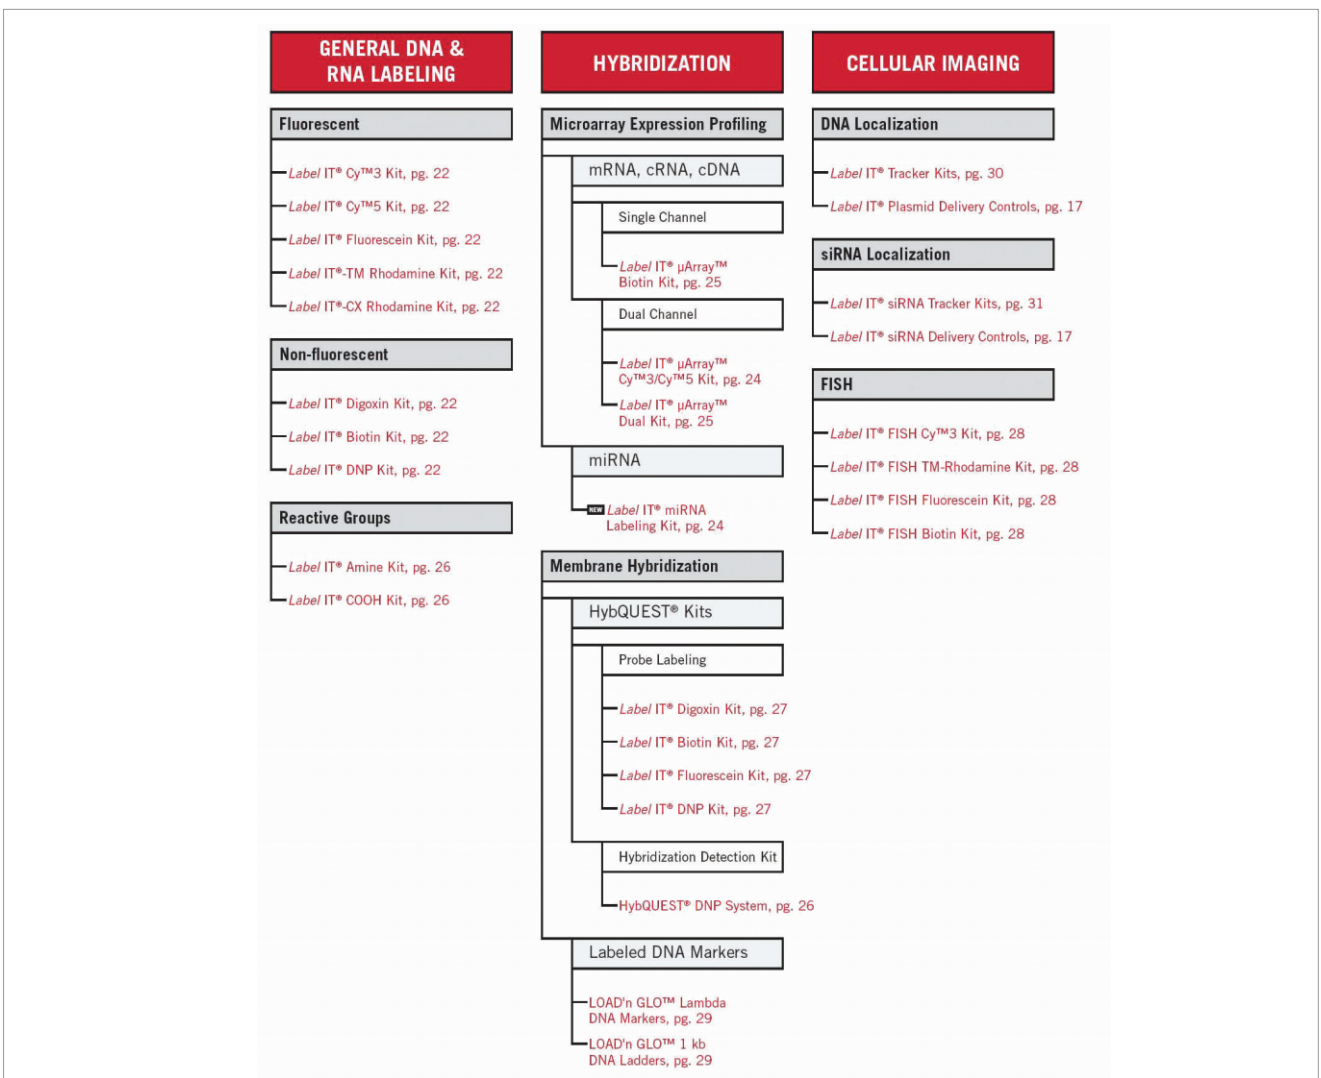 GENERAL DNA &
RNA LABELING
Fluorescent
Label IT® Cy™3 Kit, pg. 22
Label IT® Cy™5 Kit, pg. 22
Label IT® Fluorescein Kit, pg. 22
Label IT®-TM Rhodamine Kit, pg. 22
Label IT®-CX Rhodamine Kit, pg. 22
Non-fluorescent
Label IT® Digoxin Kit, pg. 22
Label IT® Biotin Kit, pg. 22
Label IT® DNP Kit, pg. 22
Reactive Groups
Label IT® Amine Kit, pg. 26
Label IT® COOH Kit, pg. 26
HYBRIDIZATION
Microarray Expression Profiling
mRNA, cRNA, cDNA
Single Channel
Label IT® µArray™
Biotin Kit, pg. 25
Dual Channel
Label IT® µArray™
Cy™3/Cy™5 Kit, pg. 24
Label IT® µArray™
Dual Kit, pg. 25
miRNA
NEW Label IT® miRNA
Labeling Kit, pg. 24
Membrane Hybridization
HybQUEST® Kits
Probe Labeling
Label IT® Digoxin Kit, pg. 27
Label IT® Biotin Kit, pg. 27
Label IT® Fluorescein Kit, pg. 27
Label IT® DNP Kit, pg. 27
Hybridization Detection Kit
HybQUEST® DNP System, pg. 26
Labeled DNA Markers
LOAD'n GLO™ Lambda
DNA Markers, pg. 29
LOAD'n GLO™ 1 kb
DNA Ladders, pg. 29
CELLULAR IMAGING
DNA Localization
Label IT® Tracker Kits, pg. 30
Label IT® Plasmid Delivery Controls, pg. 17
siRNA Localization
Label IT® siRNA Tracker Kits, pg. 31
Label IT® siRNA Delivery Controls, pg. 17
FISH
Label IT® FISH Cy™3 Kit, pg. 28
Label IT® FISH TM-Rhodamine Kit, pg. 28
Label IT® FISH Fluorescein Kit, pg. 28
Label IT® FISH Biotin Kit, pg. 28